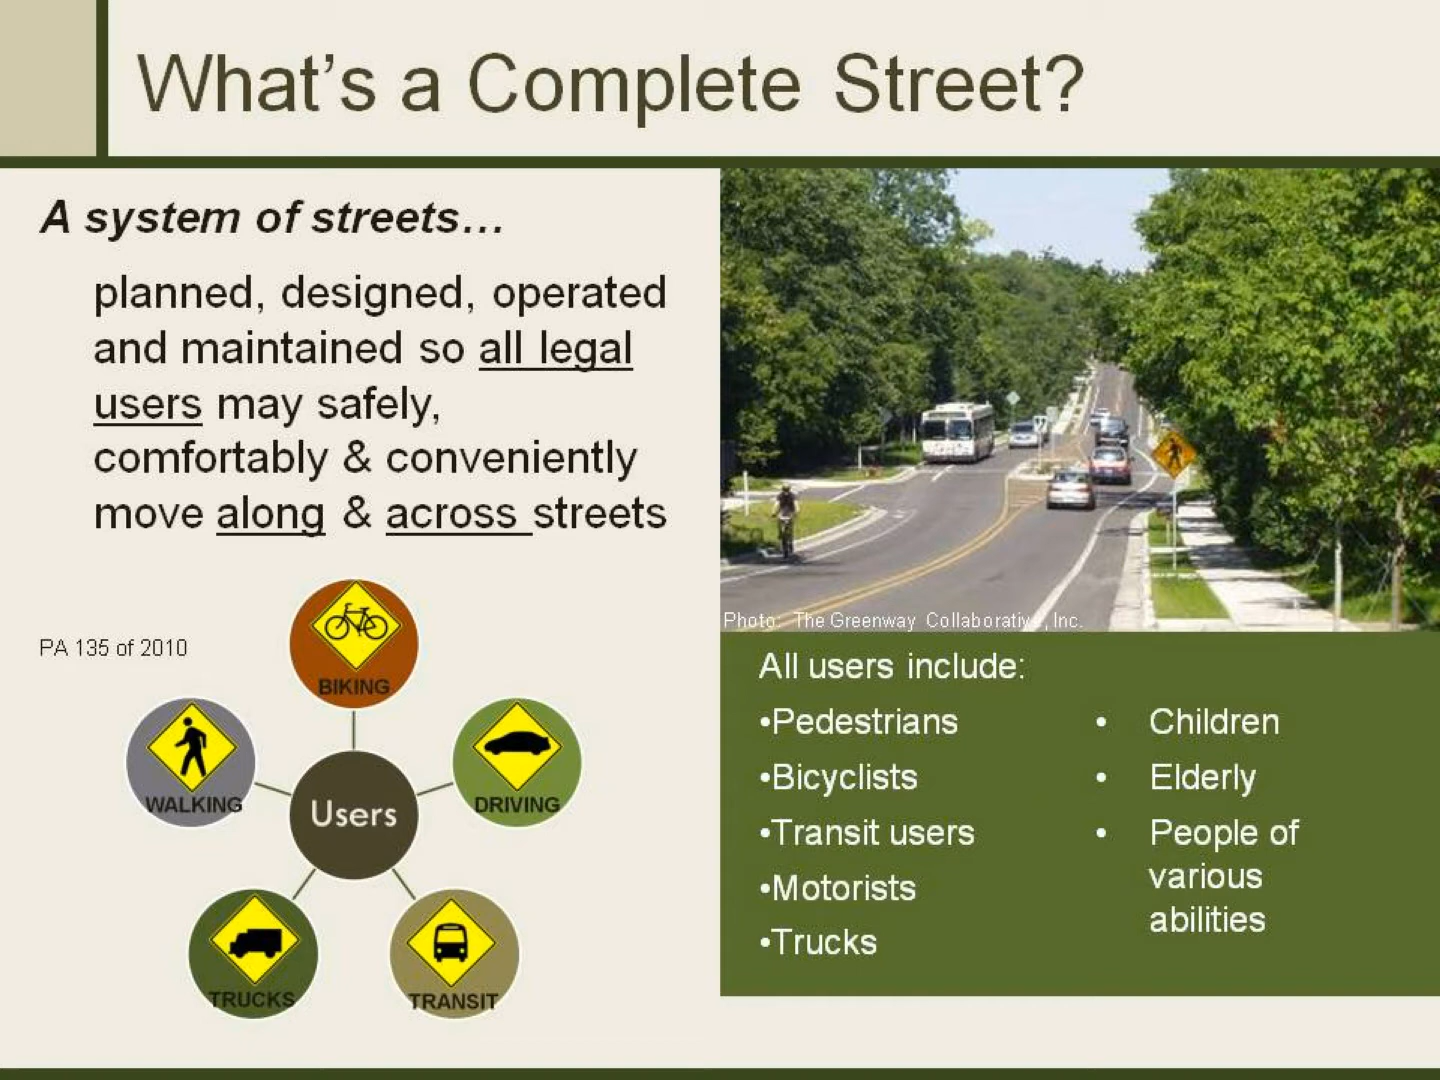 What's a Complete Street?
A system of streets...
planned, designed, operated
and maintained so all legal
users may safely,
comfortably & conveniently
move along & across streets
PA 135 of 2010
BIKING
WALKING
DRIVING
Users
TRUCKS
TRANSIT
Photo: The Greenway Collaborative, Inc.
All users include:
•Pedestrians
•Bicyclists
•Transit users
•Motorists
•Trucks
• Children
• Elderly
• People of
various
abilities